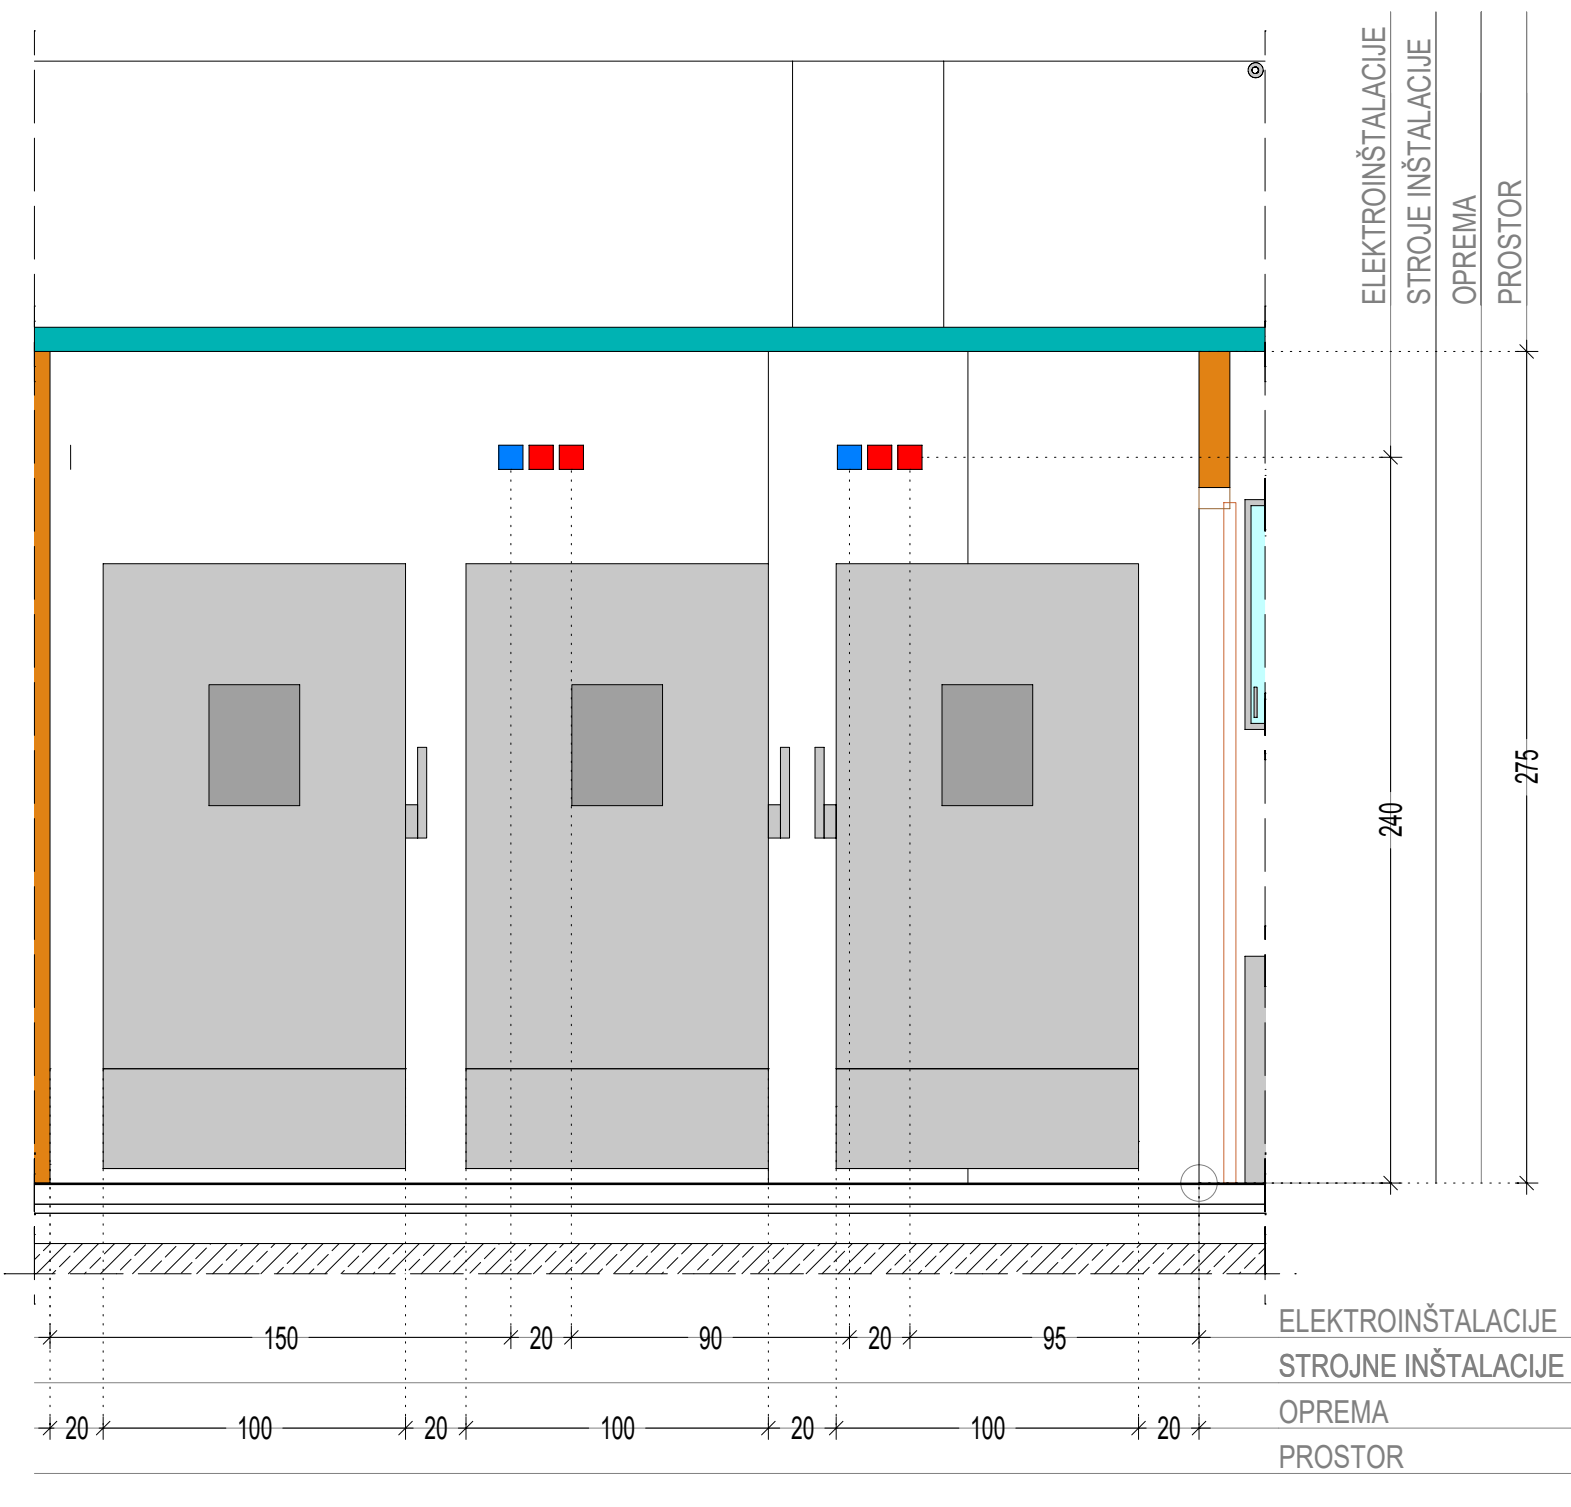 ELEKTROINŠTALACIJE
STROJE INŠTALACIJE
OPREMA
PROSTOR
275
240
150 20 90 20 95
ELEKTROINŠTALACIJE
STROJNE INŠTALACIJE
20 100 20 100 20 100 20
OPREMA
PROSTOR